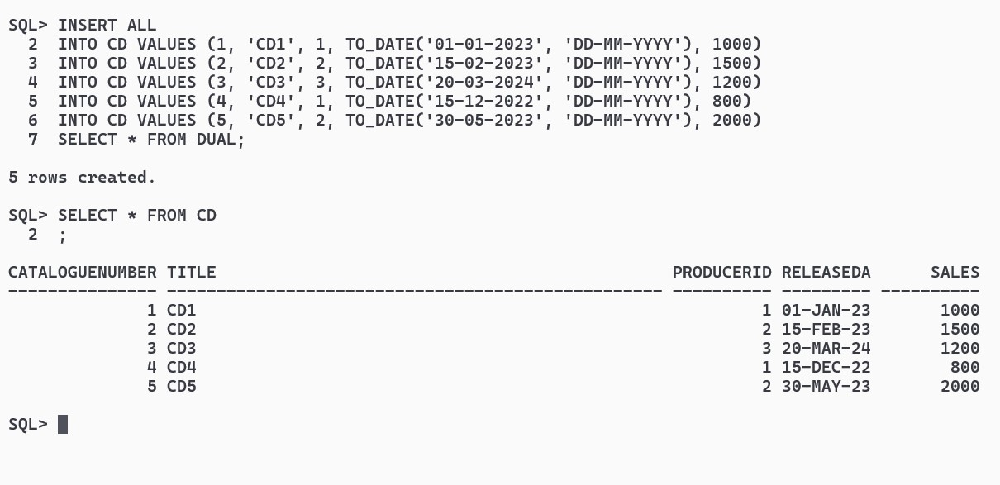 SQL> INSERT ALL
  2  INTO CD VALUES (1, 'CD1', 1, TO_DATE('01-01-2023', 'DD-MM-YYYY'), 1000)
  3  INTO CD VALUES (2, 'CD2', 2, TO_DATE('15-02-2023', 'DD-MM-YYYY'), 1500)
  4  INTO CD VALUES (3, 'CD3', 3, TO_DATE('20-03-2024', 'DD-MM-YYYY'), 1200)
  5  INTO CD VALUES (4, 'CD4', 1, TO_DATE('15-12-2022', 'DD-MM-YYYY'), 800)
  6  INTO CD VALUES (5, 'CD5', 2, TO_DATE('30-05-2023', 'DD-MM-YYYY'), 2000)
  7  SELECT * FROM DUAL;

5 rows created.

SQL> SELECT * FROM CD
  2  ;

CATALOGUENUMBER TITLE                                              PRODUCERID RELEASEDA      SALES
--------------- -------------------------------------------------- ---------- --------- ----------
              1 CD1                                                         1 01-JAN-23       1000
              2 CD2                                                         2 15-FEB-23       1500
              3 CD3                                                         3 20-MAR-24       1200
              4 CD4                                                         1 15-DEC-22        800
              5 CD5                                                         2 30-MAY-23       2000

SQL>